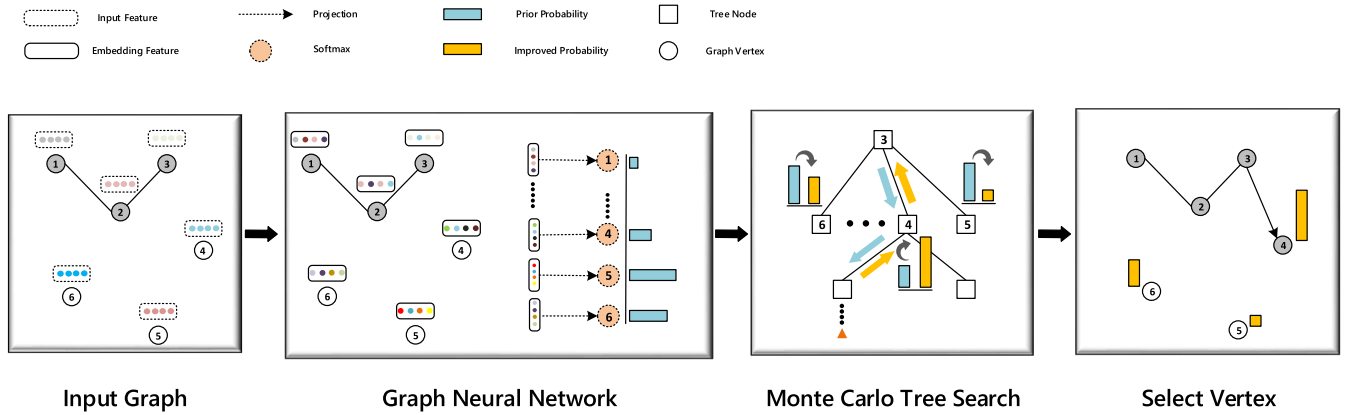 Input Feature
Projection
Prior Probability
Tree Node
Embedding Feature
Softmax
Improved Probability
Graph Vertex
1
3
2
4
6
5
1
3
2
4
6
5
1
4
5
6
3
6
4
5
1
3
2
4
6
5
Input Graph
Graph Neural Network
Monte Carlo Tree Search
Select Vertex